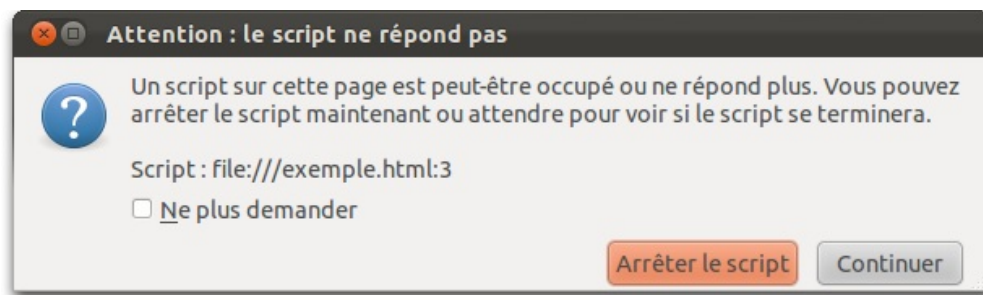 Attention : le script ne répond pas
Un script sur cette page est peut-être occupé ou ne répond plus. Vous pouvez
arrêter le script maintenant ou attendre pour voir si le script se terminera.
Script : file:///exemple.html:3
Ne plus demander
Arrêter le script Continuer